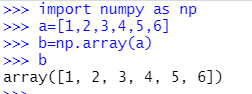 >>> import numpy as np
>>> a=[1,2,3,4,5,6]
>>> b=np.array(a)
>>> b
array([1, 2, 3, 4, 5, 6])
>>>